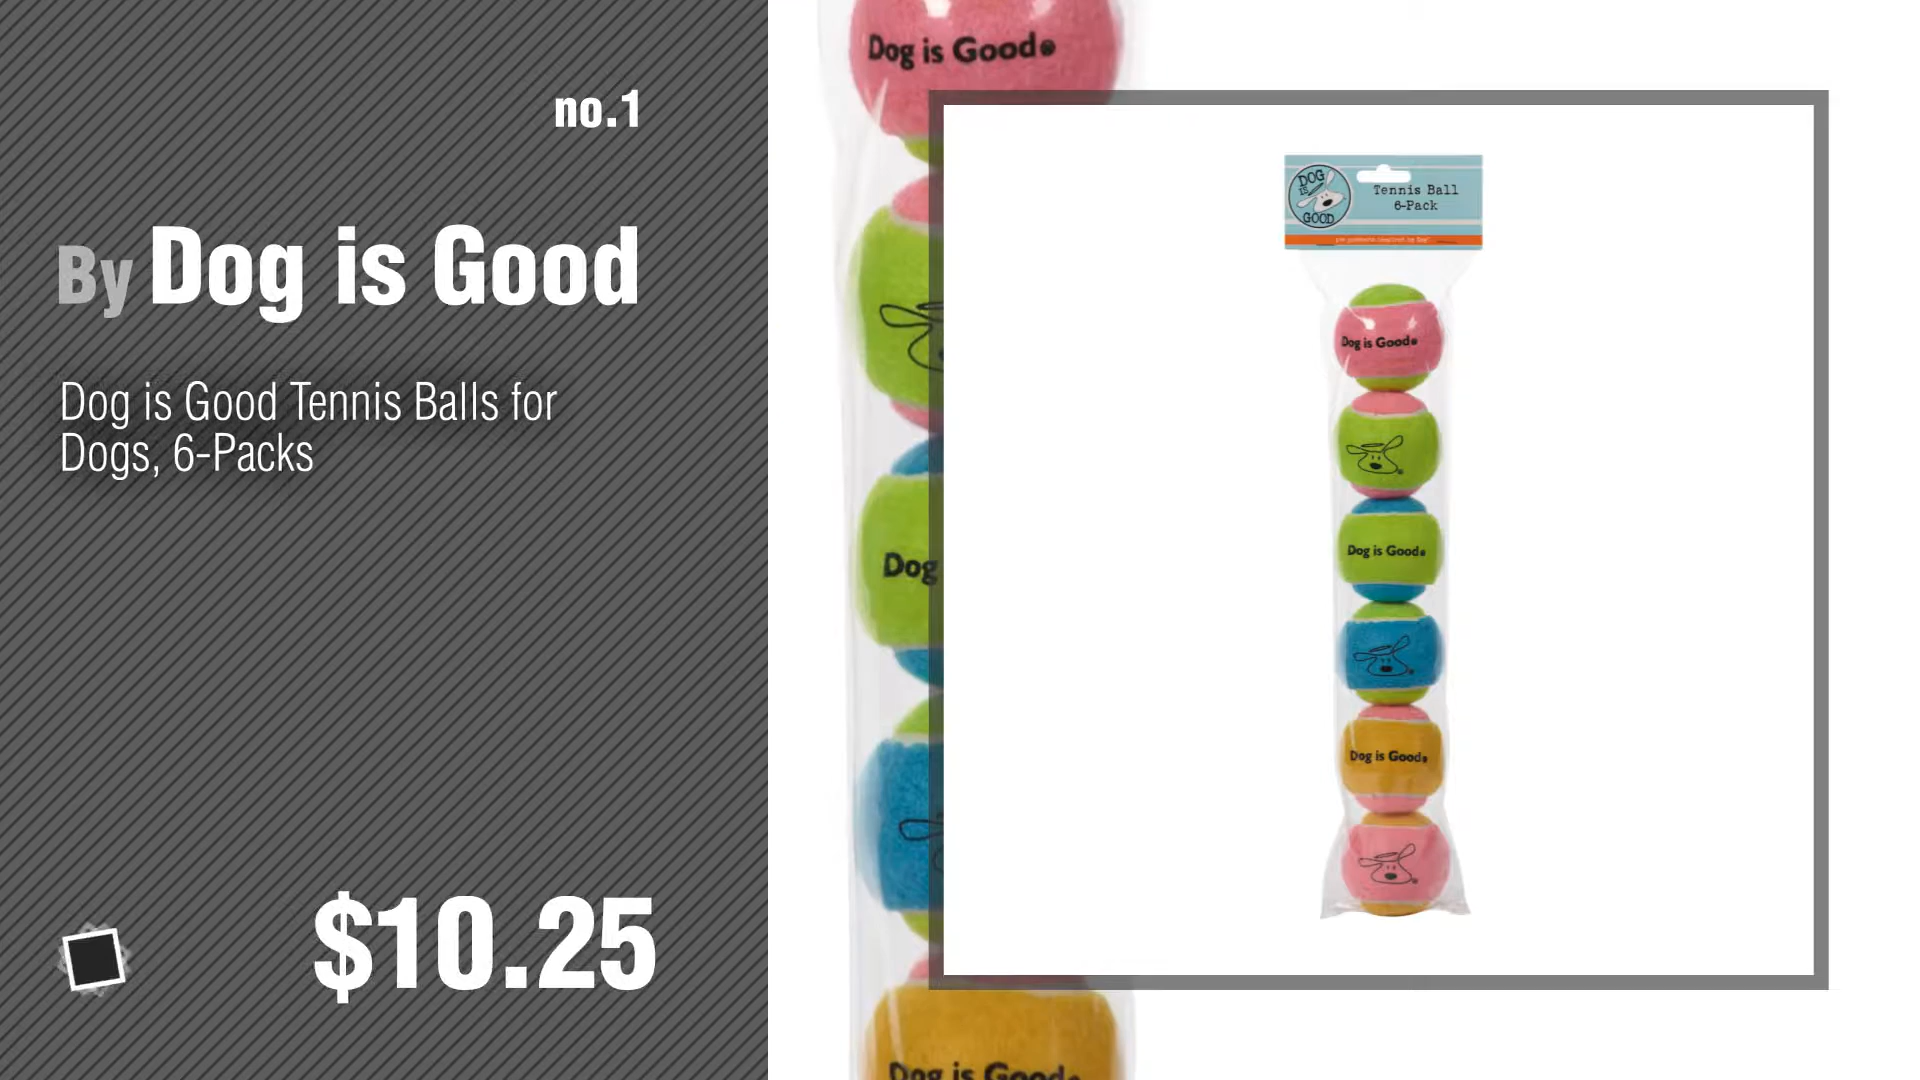 no.1
By Dog is Good
Dog is Good Tennis Balls for
Dogs, 6-Packs
$10.25
Dog is Good
Dog
Dog is Good
DOG
IS
GOOD
Tennis Ball
6-Pack
Dog is Good
Dog is Good
Dog is Good